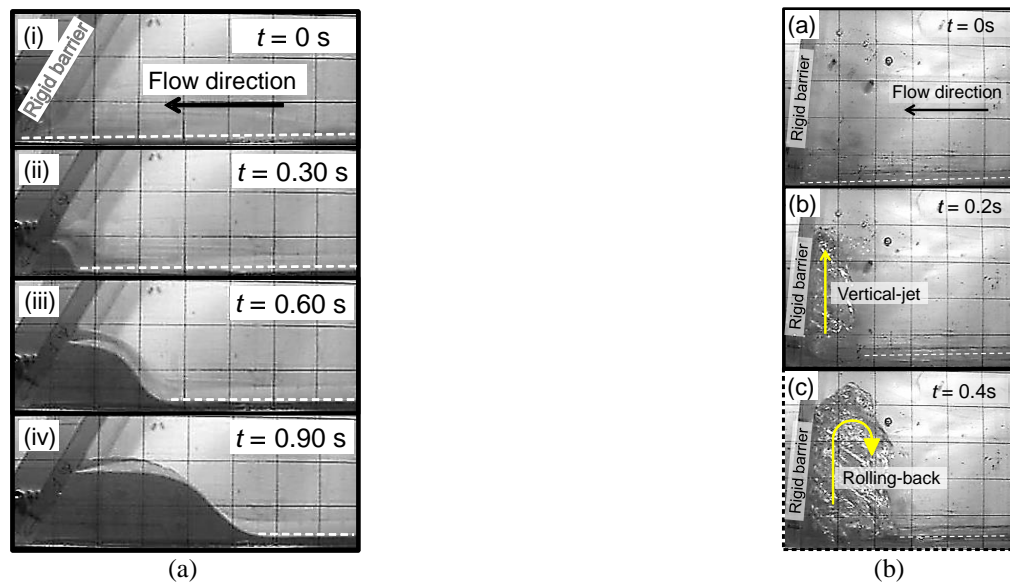 (i)
t = 0 s
Rigid barrier
Flow direction
(ii)
t = 0.30 s
(iii)
t = 0.60 s
(iv)
t = 0.90 s
(a)
(a)
t = 0s
Rigid barrier
Flow direction
(b)
t = 0.2s
Rigid barrier
Vertical-jet
(c)
t = 0.4s
Rigid barrier
Rolling-back
(b)